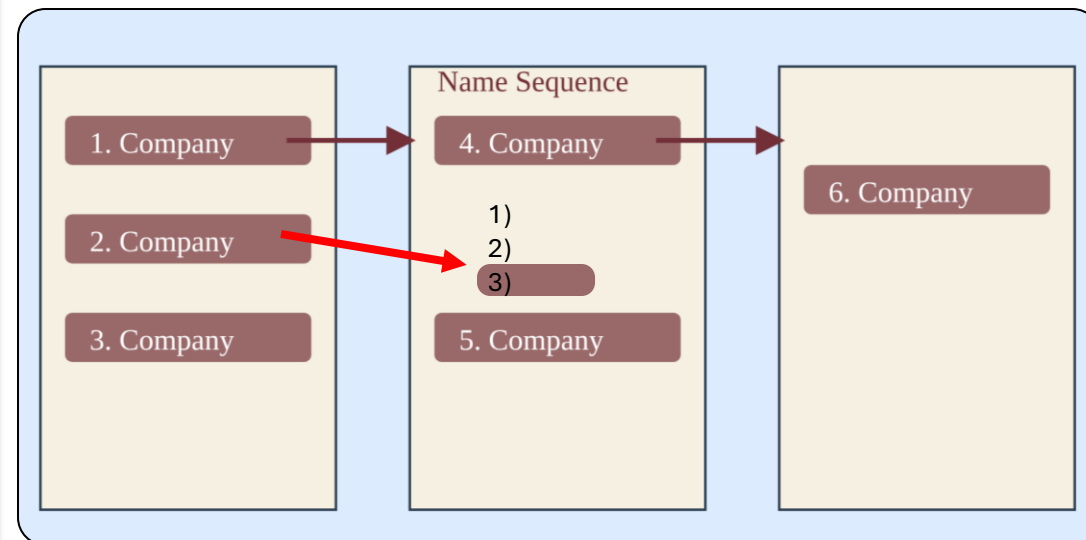 1. Company
2. Company
3. Company
Name Sequence
4. Company
1)
2)
3)
5. Company
6. Company